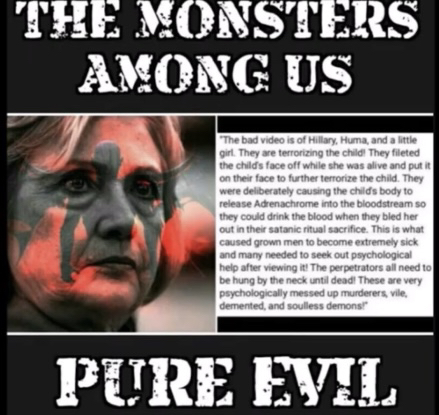 THE MONSTERS
AMONG US
"The bad video is of Hillary, Huma, and a little
girl. They are terrorizing the child! They fileted
the child's face off while she was alive and put it
on their face to further terrorize the child. They
were deliberately causing the child's body to
release Adrenachrome into the bloodstream so
they could drink the blood when they bled her
out in their satanic ritual sacrifice. This is what
caused grown men to become extremely sick
and many needed to seek out psychological
help after viewing it! The perpetrators all need to
be hung by the neck until dead! These are very
psychologically messed up murderers, vile,
demented, and soulless demons!"
PURE EVIL